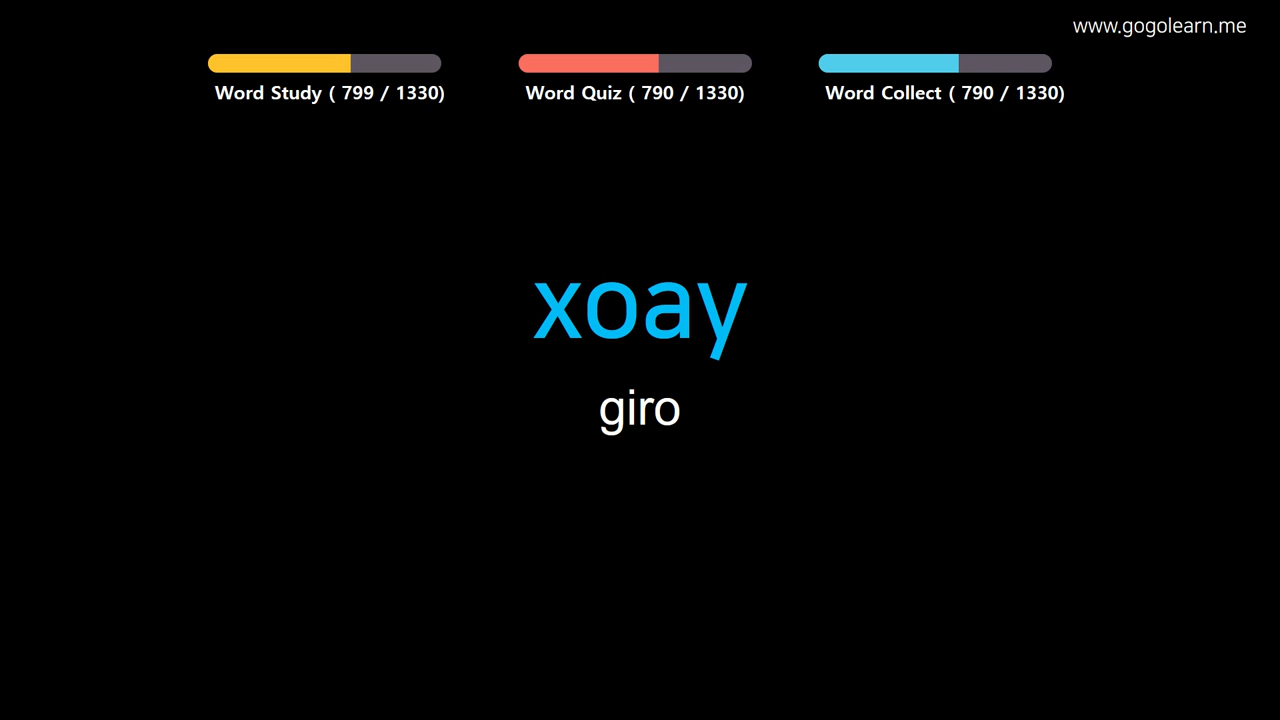 www.gogolearn.me
Word Study ( 799 / 1330)
Word Quiz ( 790 / 1330)
Word Collect ( 790 / 1330)
xoay
giro